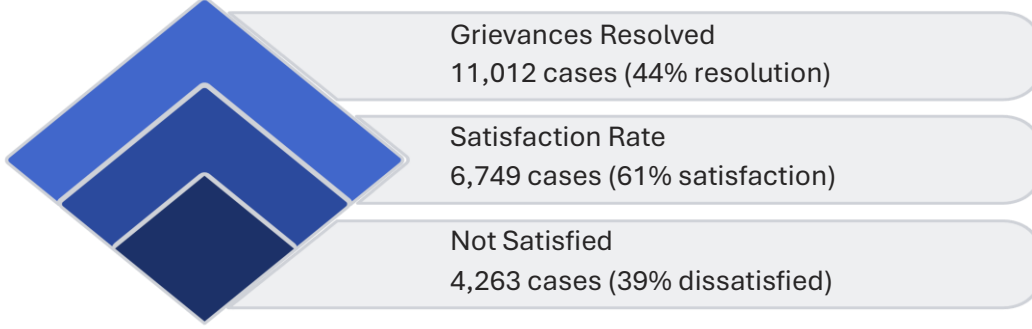 Grievances Resolved
11,012 cases (44% resolution)
Satisfaction Rate
6,749 cases (61% satisfaction)
Not Satisfied
4,263 cases (39% dissatisfied)